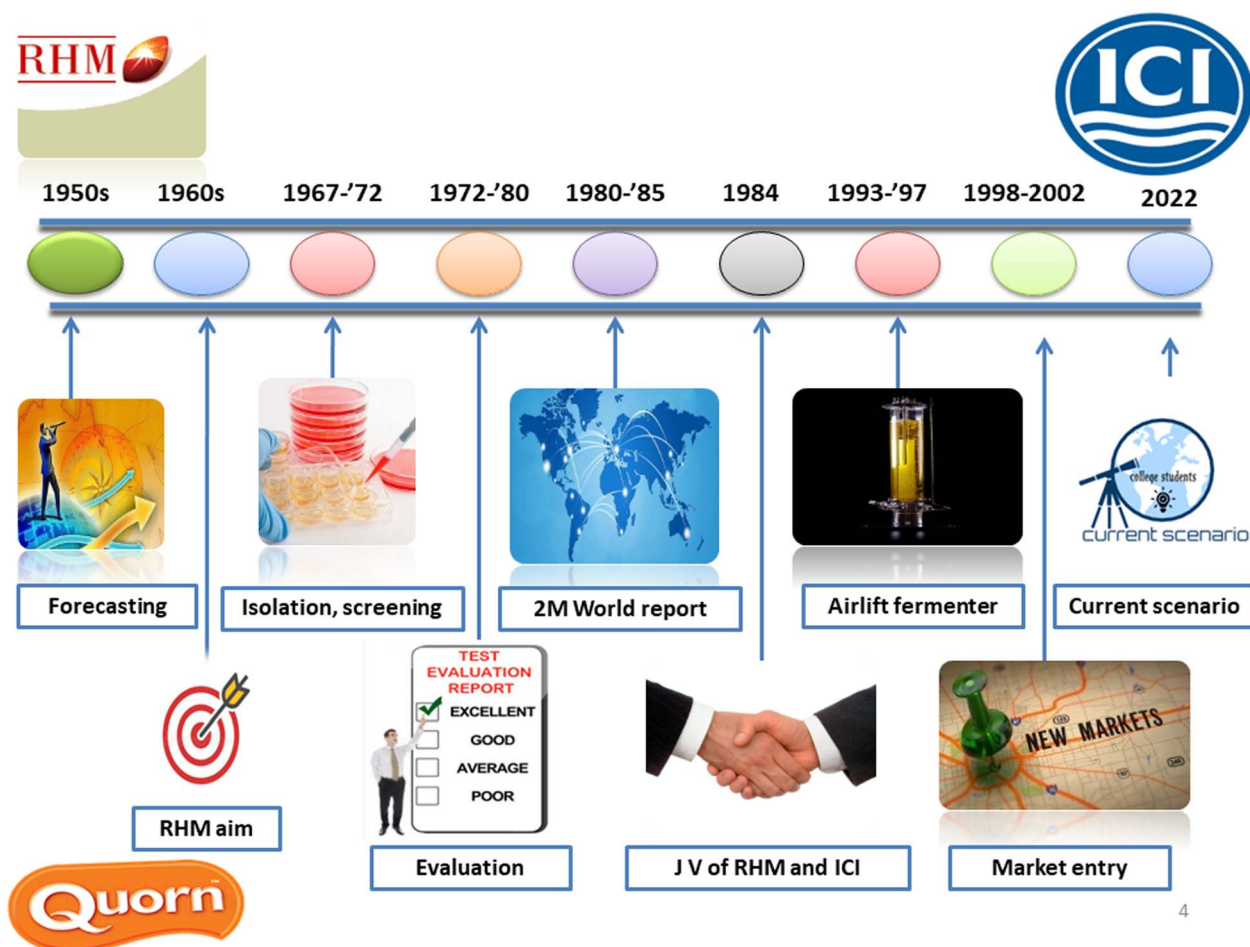 RHM
ICI
1950s
1960s
1967-’72
1972-’80
1980-’85
1984
1993-’97
1998-2002
2022
college students
current scenario
Forecasting
Isolation, screening
2M World report
Airlift fermenter
Current scenario
TEST
EVALUATION
REPORT
EXCELLENT
GOOD
AVERAGE
POOR
NEW MARKETS
RHM aim
Evaluation
J V of RHM and ICI
Market entry
Quorn™
4